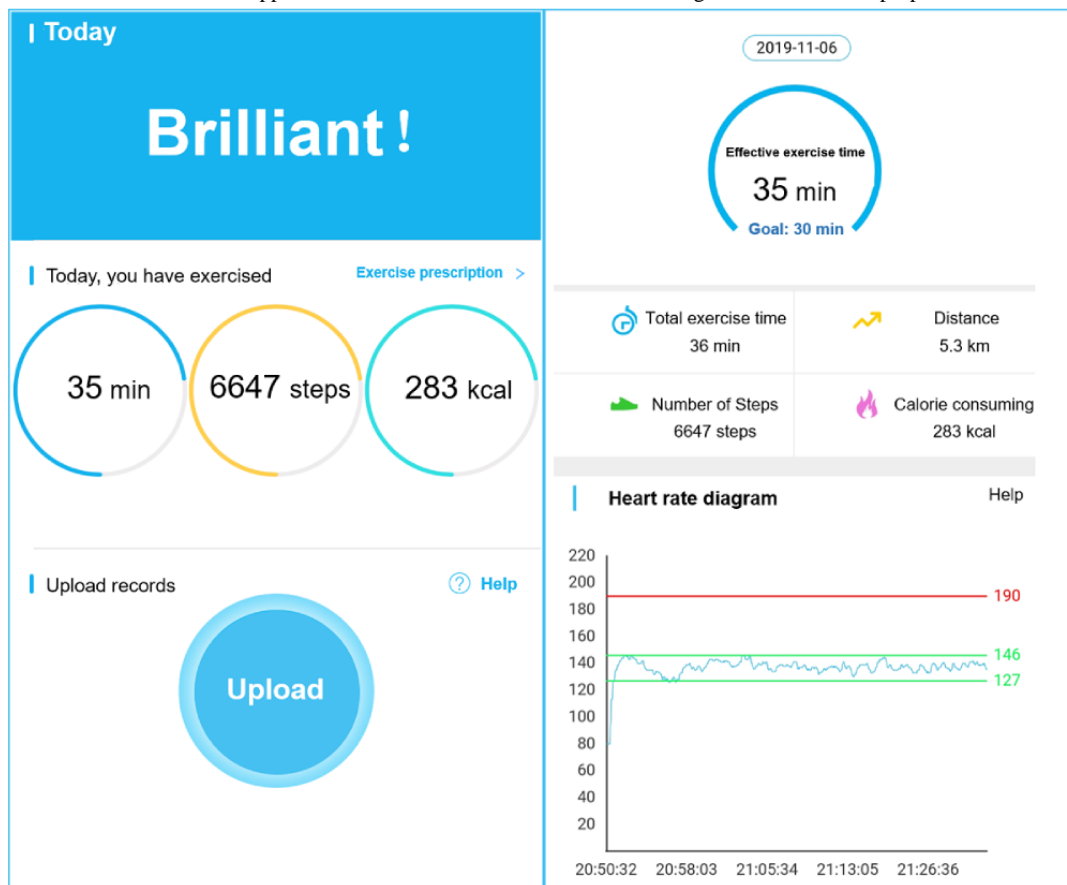 Today
Brilliant!
Today, you have exercised
Exercise prescription >
35 min
6647 steps
283 kcal
Upload records
? Help
Upload
2019-11-06
Effective exercise time
35 min
Goal: 30 min
Total exercise time
36 min
Distance
5.3 km
Number of Steps
6647 steps
Calorie consuming
283 kcal
Heart rate diagram
Help
220
200
180
160
140
120
100
80
60
40
20
190
146
127
20:50:32 20:58:03 21:05:34 21:13:05 21:26:36